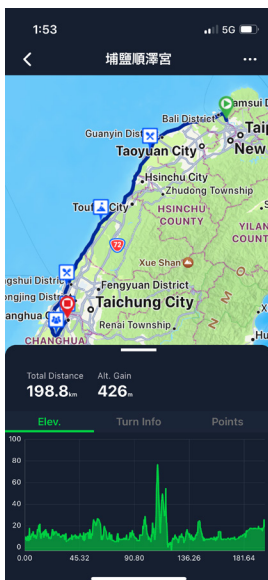 1:53
5G
埔鹽順澤宮
Bali District
Guanyin Dis
Taoyuan City
New
Hsinchu City
Zhudong Township
City
HSINCHU
COUNTY
YILAN
COUNT
72
Xue Shan
Fengyuan District
Taichung City
Renai Township
CHANGHUA
Total Distance
198.8km
Alt. Gain
426m
Elev.
Turn Info
Points
100
80
60
40
20
0
0.00
45.32
90.80
136.26
181.64